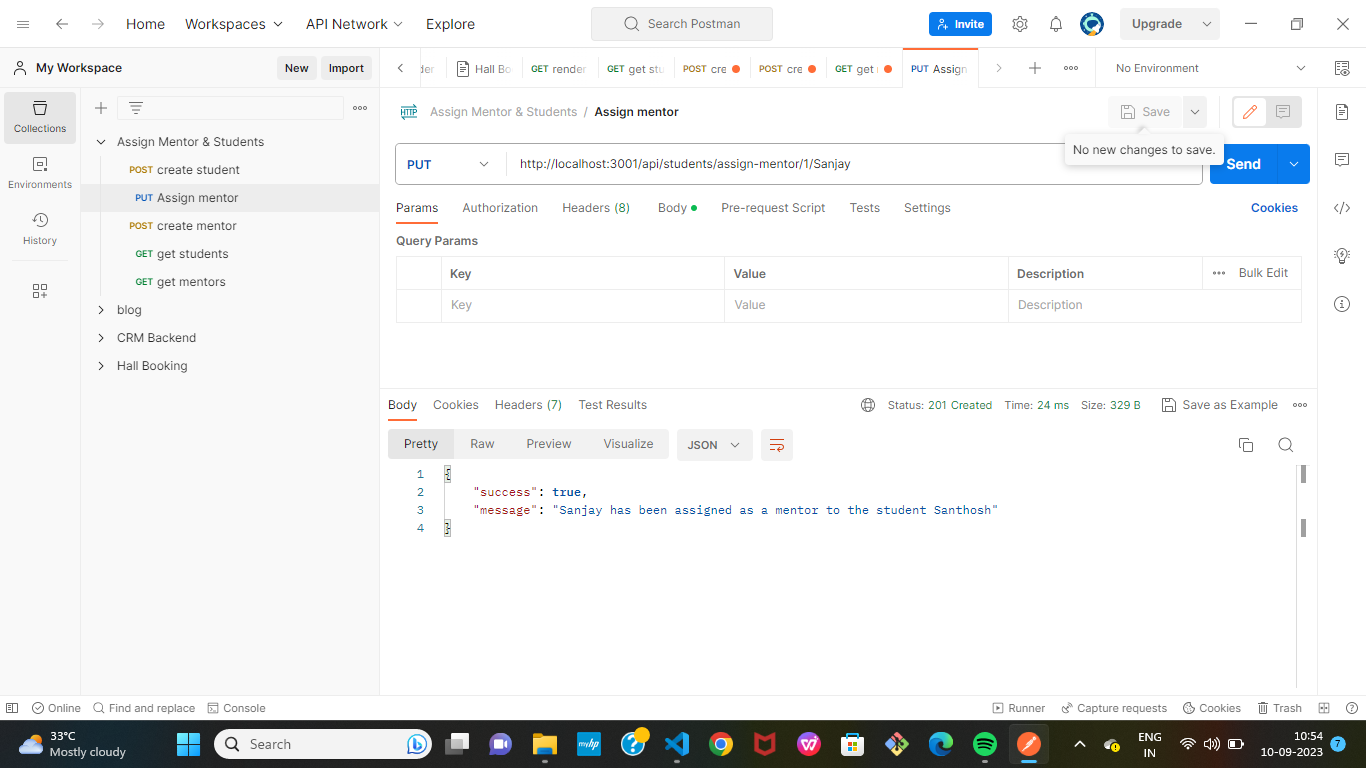 Home Workspaces API Network Explore Search Postman Invite Upgrade
My Workspace New Import
der Hall Bo GET render GET get stu POST cre POST cre GET get PUT Assign No Environment
Collections
Environments
History
Assign Mentor & Students
POST create student
PUT Assign mentor
POST create mentor
GET get students
GET get mentors
blog
CRM Backend
Hall Booking
HTTP Assign Mentor & Students / Assign mentor Save
No new changes to save.
PUT http://localhost:3001/api/students/assign-mentor/1/Sanjay Send
Params Authorization Headers (8) Body Pre-request Script Tests Settings Cookies
Query Params
Key Value Description Bulk Edit
Key Value Description
Body Cookies Headers (7) Test Results Status: 201 Created Time: 24 ms Size: 329 B Save as Example
Pretty Raw Preview Visualize JSON
1 {
2 "success": true,
3 "message": "Sanjay has been assigned as a mentor to the student Santhosh"
4 }
Online Find and replace Console Runner Capture requests Cookies Trash
33°C
Mostly cloudy
Search
myhp
ENG
IN
10:54
10-09-2023
7